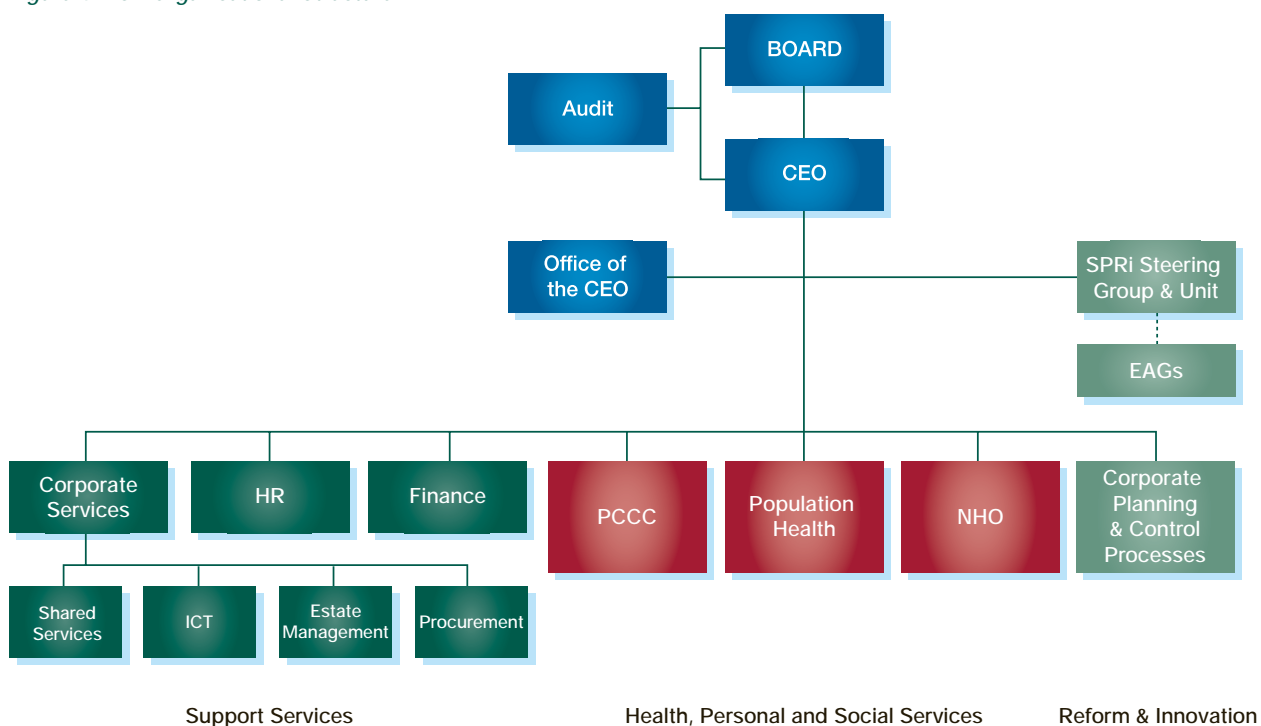 BOARD
Audit
CEO
Office of
the CEO
SPRi Steering
Group & Unit
EAGs
Corporate
Services
HR
Finance
PCCC
Population
Health
NHO
Corporate
Planning
& Control
Processes
Shared
Services
ICT
Estate
Management
Procurement
Support Services
Health, Personal and Social Services
Reform & Innovation